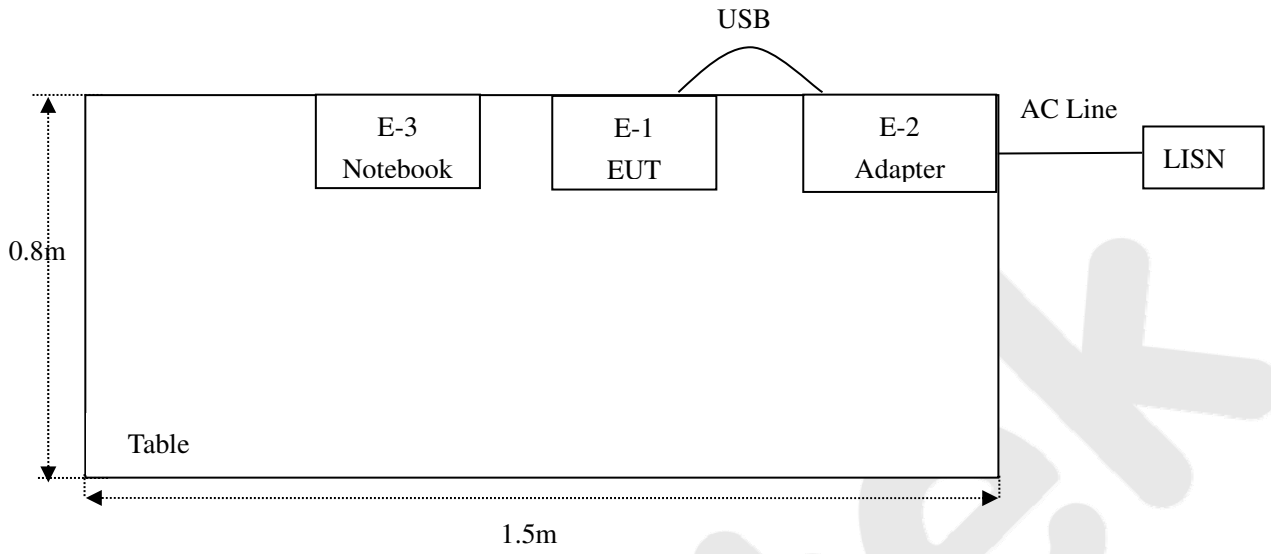 USB
E-3
Notebook
E-1
EUT
E-2
Adapter
AC Line
LISN
0.8m
Table
1.5m